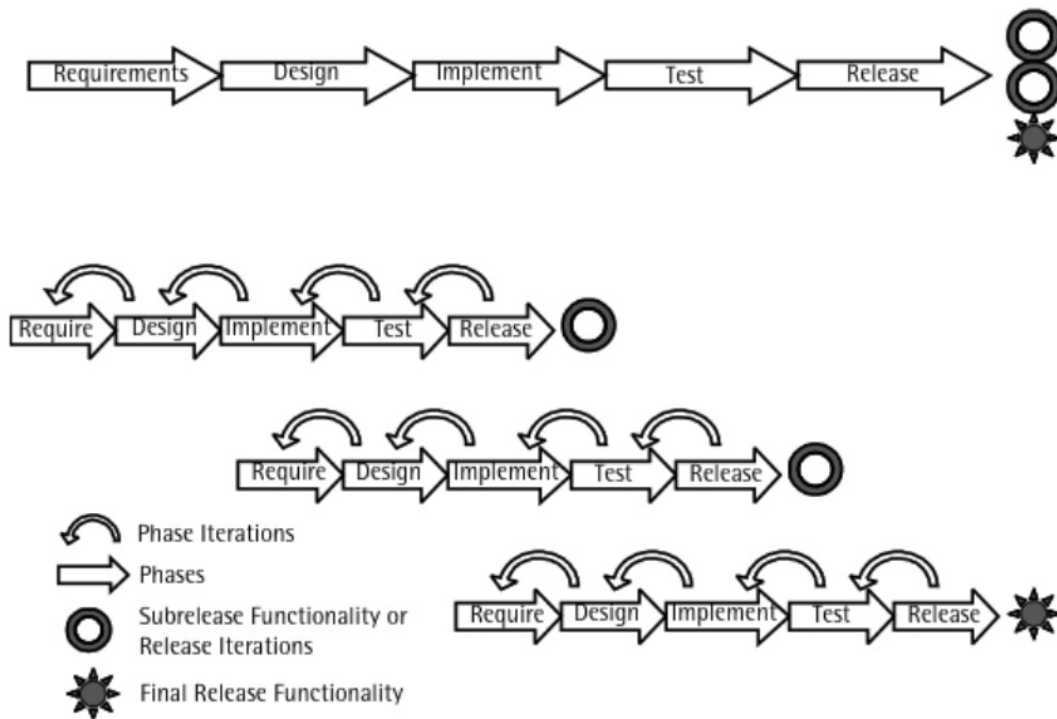 Requirements Design Implement Test Release
Require Design Implement Test Release
Require Design Implement Test Release
Phase Iterations
Phases
Require Design Implement Test Release
Subrelease Functionality or
Release Iterations
Final Release Functionality